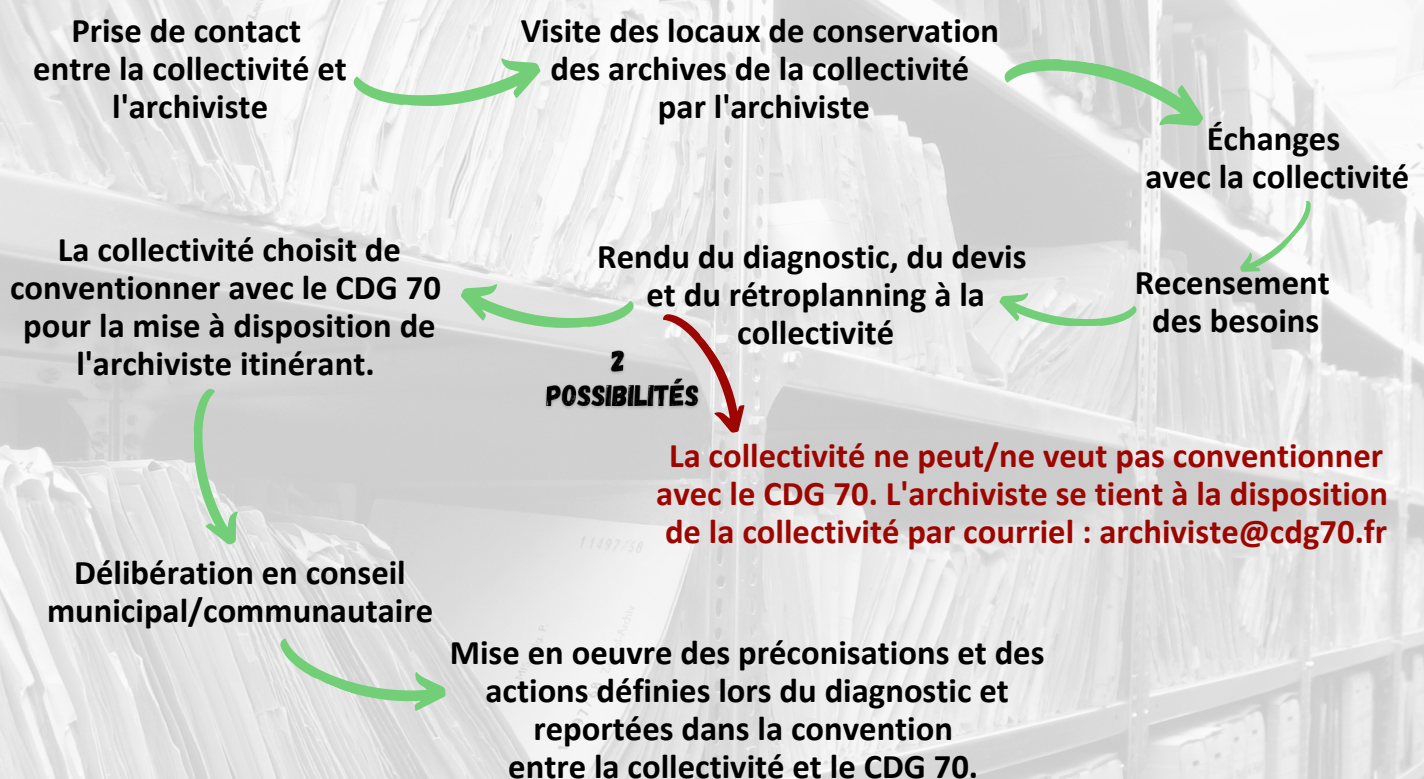 Prise de contact
entre la collectivité et
l'archiviste
Visite des locaux de conservation
des archives de la collectivité
par l'archiviste
Échanges
avec la collectivité
Recensement
des besoins
Rendu du diagnostic, du devis
et du rétroplanning à la
collectivité
2
POSSIBILITÉS
La collectivité choisit de
conventionner avec le CDG 70
pour la mise à disposition de
l'archiviste itinérant.
La collectivité ne peut/ne veut pas conventionner
avec le CDG 70. L'archiviste se tient à la disposition
de la collectivité par courriel : archiviste@cdg70.fr
Délibération en conseil
municipal/communautaire
Mise en oeuvre des préconisations et des
actions définies lors du diagnostic et
reportées dans la convention
entre la collectivité et le CDG 70.
11497/38